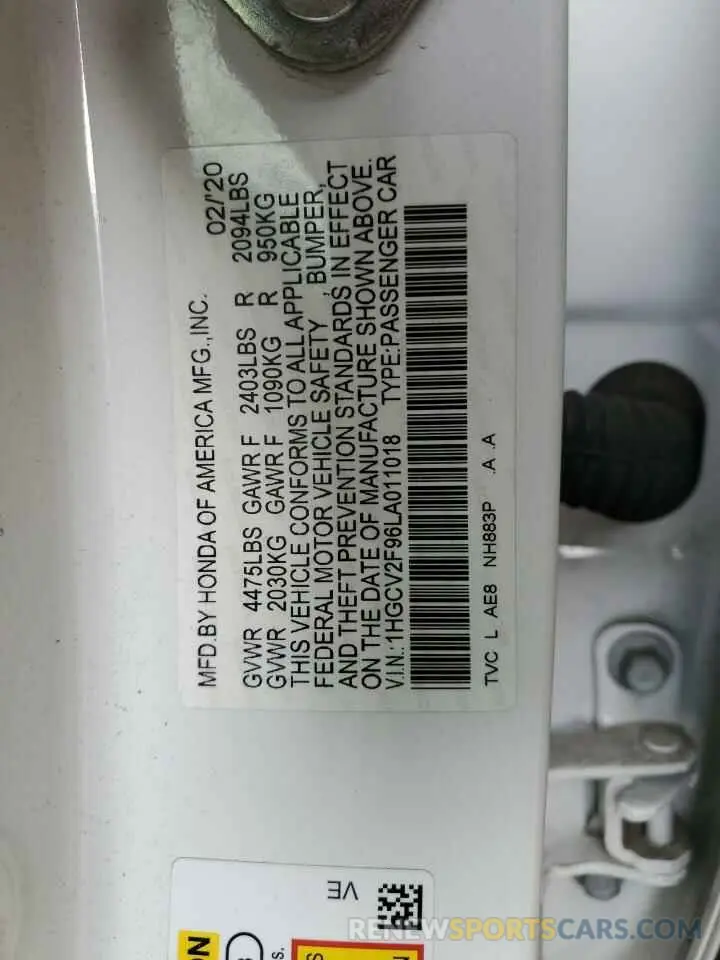 MFD.BY HONDA OF AMERICA MFG.,INC. 02/'20
GVWR 4475LBS GAWR F 2403LBS R 2094LBS
GVWR 2030KG GAWR F 1090KG R 950KG
THIS VEHICLE CONFORMS TO ALL APPLICABLE
FEDERAL MOTOR VEHICLE SAFETY , BUMPER,
AND THEFT PREVENTION STANDARDS IN EFFECT
ON THE DATE OF MANUFACTURE SHOWN ABOVE.
V.I.N.:1HGCV2F96LA011018 TYPE:PASSENGER CAR
TVC L AE8 NH883P .A .A
VE
RENEWSPORTSCARS.COM